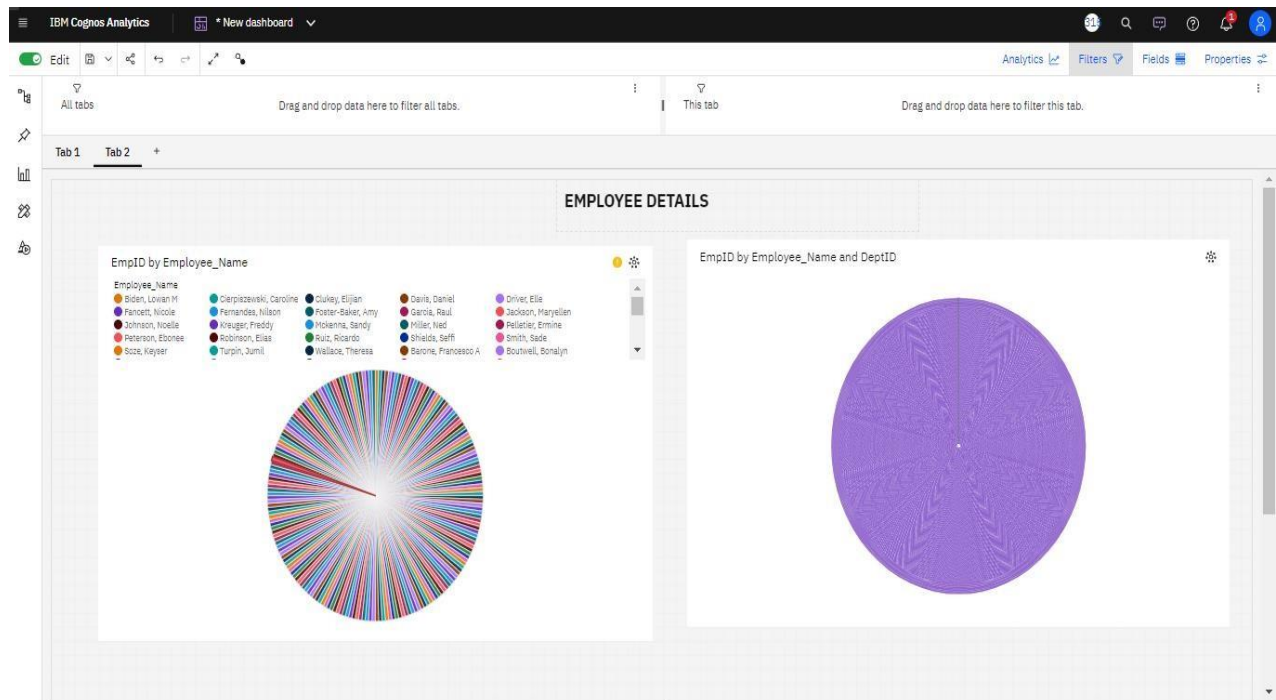 IBM Cognos Analytics
* New dashboard
1
Edit
Analytics
Filters
Fields
Properties
All tabs
Drag and drop data here to filter all tabs.
This tab
Drag and drop data here to filter this tab.
Tab 1 Tab 2 +
EMPLOYEE DETAILS
EmpID by Employee_Name
Employee_Name
Biden, Lowan M Cierpiszewski, Caroline Clukey, Elijian Davis, Daniel Driver, Elle
Fancett, Nicole Fernandes, Nilson Foster-Baker, Amy Garcia, Raul Jackson, Maryellen
Johnson, Noelle Kreuger, Freddy Mckenna, Sandy Miller, Ned Pelletier, Ermine
Peterson, Ebonee Robinson, Elias Ruiz, Ricardo Shields, Seffi Smith, Sade
Soze, Keyser Turpin, Jumil Wallace, Theresa Barone, Francesco A Boutwell, Bonalyn
EmpID by Employee_Name and DeptID